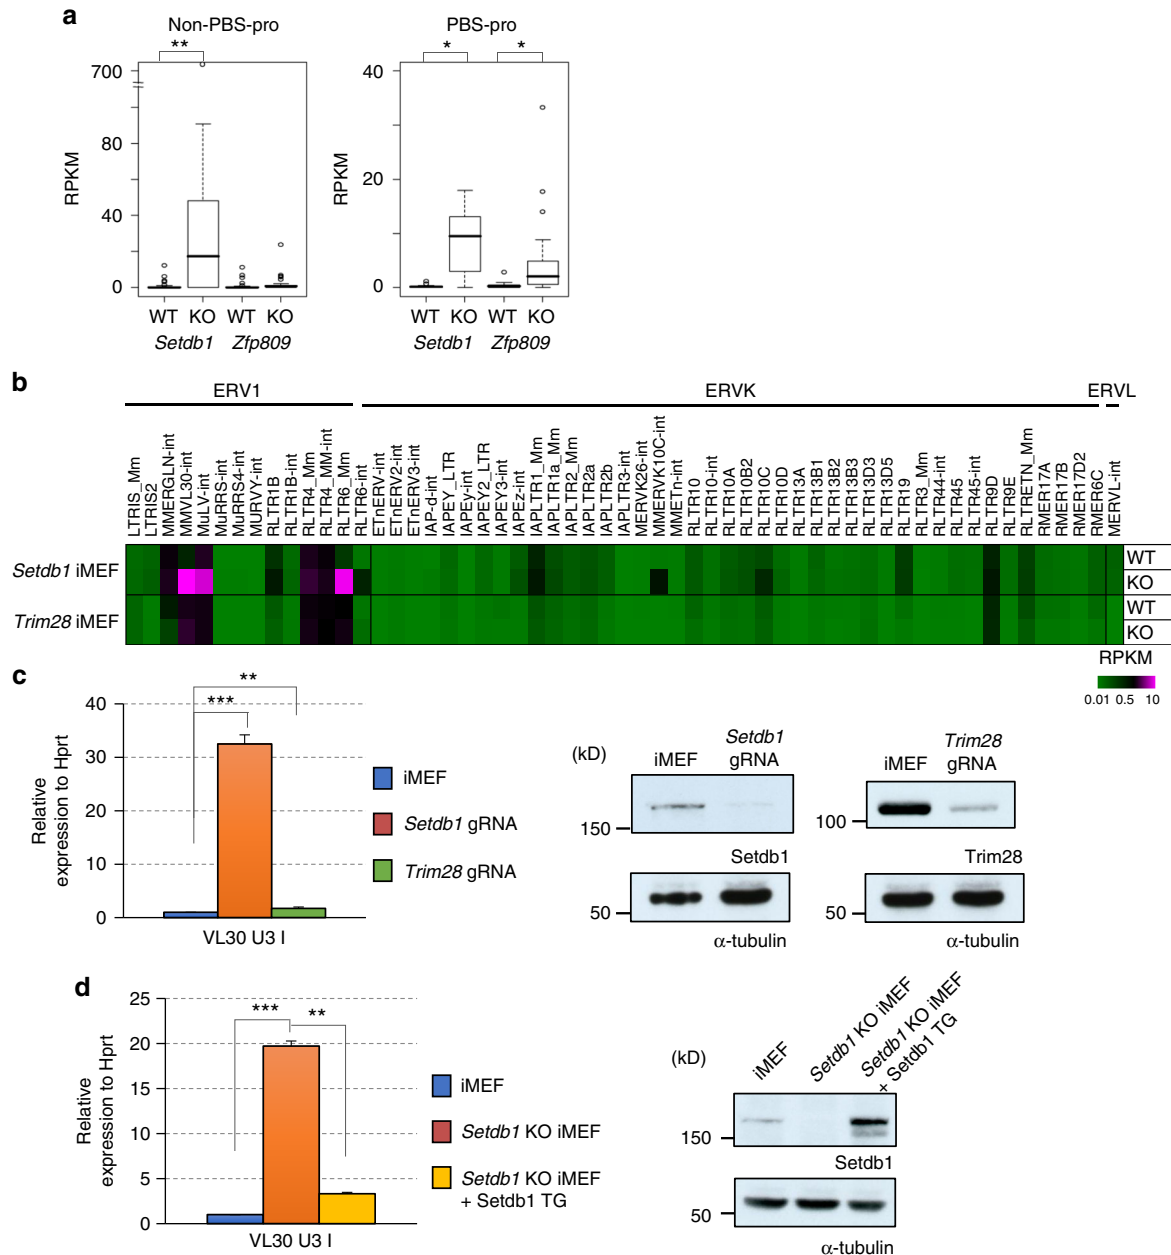 a
Non-PBS-pro
PBS-pro
**
*
*
RPKM
700
80
40
0
WT KO WT KO
Setdb1 Zfp809
RPKM
40
20
0
WT KO WT KO
Setdb1 Zfp809
b
ERV1
ERVK
ERVL
LTRIS_Mm
LTRIS2
MMERGLN-int
MMVL30-int
MuLV-int
MuRRS-int
MuRRS4-int
MURVY-int
RLTR1B
RLTR1B-int
RLTR4_Mm
RLTR4_MM-int
RLTR6_Mm
RLTR6-int
ETnERV-int
ETnERV2-int
ETnERV3-int
IAP-d-int
IAPEY_LTR
IAPEy-int
IAPEY2_LTR
IAPEY3-int
IAPEz-int
IAPLTR1_Mm
IAPLTR1a_Mm
IAPLTR2_Mm
IAPLTR2a
IAPLTR2b
IAPLTR3-int
MERVK26-int
MMERVK10C-int
MMETn-int
RLTR10
RLTR10-int
RLTR10A
RLTR10B2
RLTR10C
RLTR10D
RLTR13A
RLTR13B1
RLTR13B2
RLTR13B3
RLTR13D3
RLTR13D5
RLTR19
RLTR3_Mm
RLTR44-int
RLTR45
RLTR45-int
RLTR9D
RLTR9E
RLTRETN_Mm
RMER17A
RMER17B
RMER17D2
RMER6C
MERVL-int
Setdb1 iMEF
Trim28 iMEF
WT
KO
WT
KO
RPKM
0.01 0.5 10
c
Relative
expression to Hprt
40
30
20
10
0
**
***
VL30 U3 I
iMEF
Setdb1 gRNA
Trim28 gRNA
(kD)
iMEF
Setdb1
gRNA
150
Setdb1
50
α-tubulin
iMEF
Trim28
gRNA
100
Trim28
50
α-tubulin
d
Relative
expression to Hprt
25
20
15
10
5
0
***
**
VL30 U3 I
iMEF
Setdb1 KO iMEF
Setdb1 KO iMEF
+ Setdb1 TG
(kD)
iMEF
Setdb1 KO iMEF
Setdb1 KO iMEF
+ Setdb1 TG
150
Setdb1
50
α-tubulin